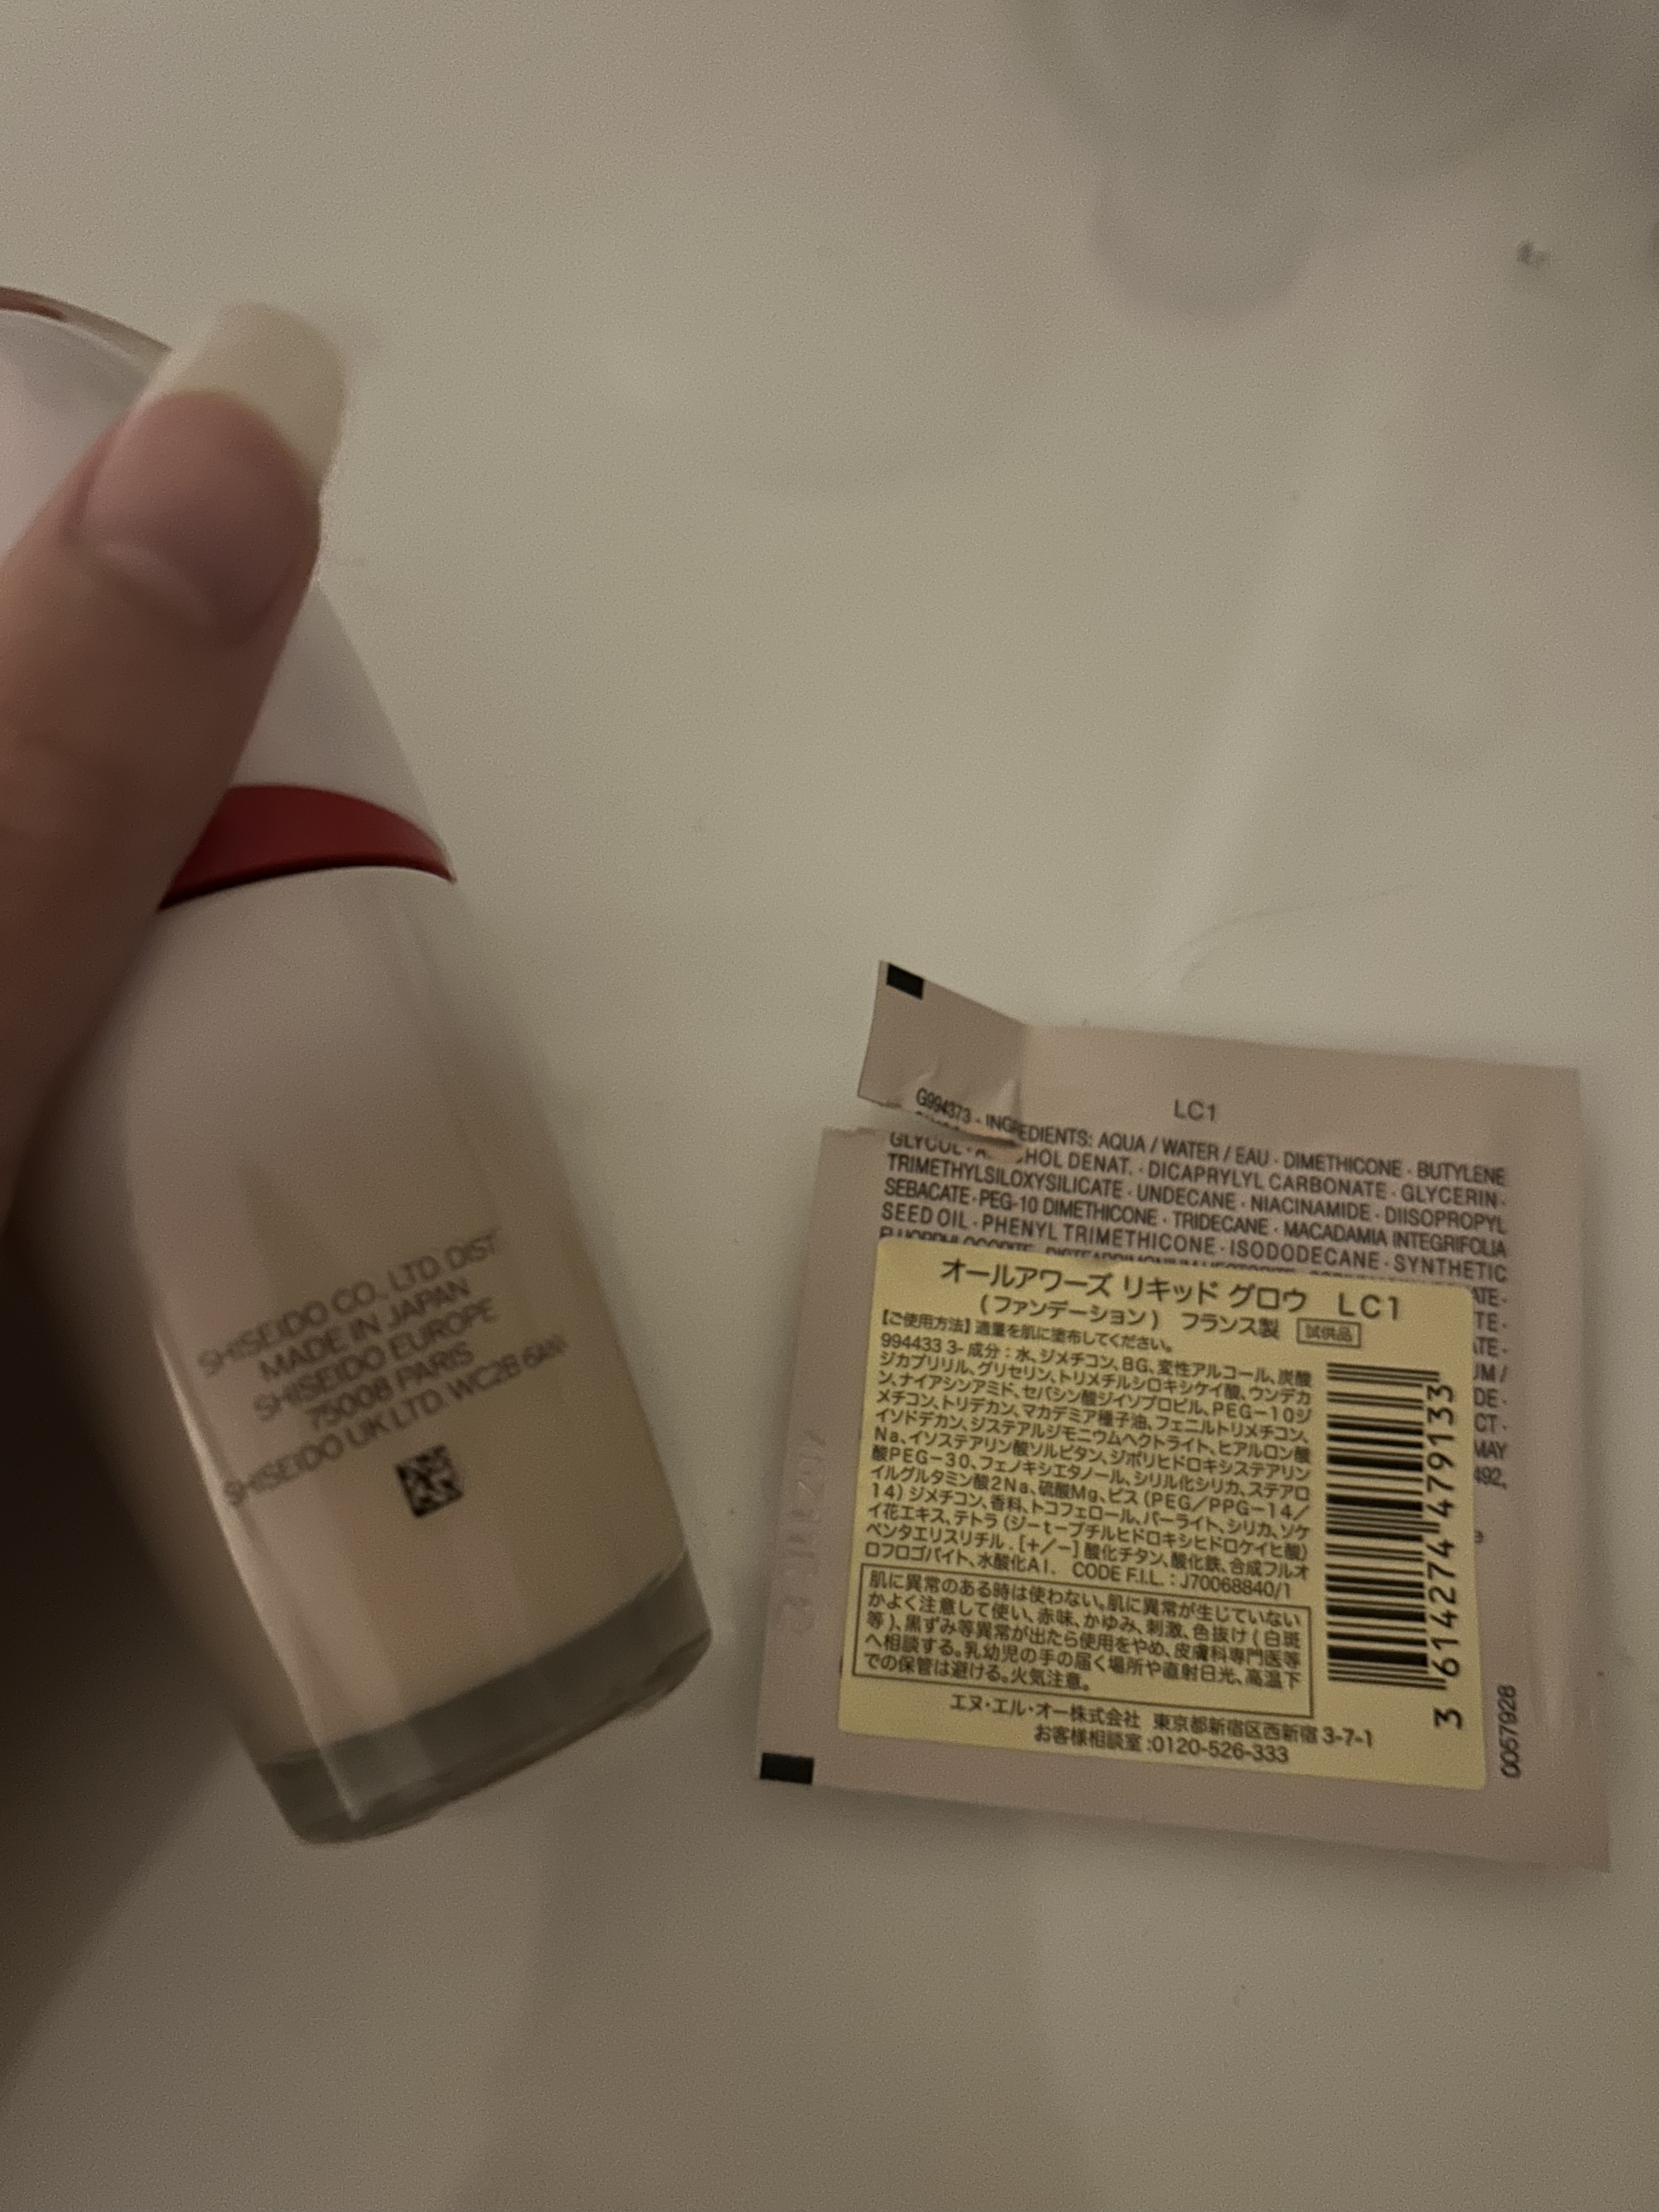 SHISEIDO CO., LTD. DIST
MADE IN JAPAN
SHISEIDO EUROPE
75008 PARIS
SHISEIDO UK LTD. WC2B 6AN
LC1
G994373 - INGREDIENTS: AQUA / WATER / EAU · DIMETHICONE · BUTYLENE
GLYCOL · DENAT. · DICAPRYLYL CARBONATE · GLYCERIN ·
TRIMETHYLSILOXYSILICATE · UNDECANE · NIACINAMIDE · DIISOPROPYL
SEBACATE · PEG-10 DIMETHICONE · TRIDECANE · MACADAMIA INTEGRIFOLIA
SEED OIL · PHENYL TRIMETHICONE · ISODODECANE · SYNTHETIC
オールアワーズ リキッド グロウ LC1
(ファンデーション) フランス製 試供品
【ご使用方法】適量を肌に塗布してください。
994433 3- 成分：水、ジメチコン、BG、変性アルコール、炭酸
ジカプリリル、グリセリン、トリメチルシロキシケイ酸、ウンデカ
ン、ナイアシンアミド、セバシン酸ジイソプロピル、PEG-10ジ
メチコン、トリデカン、マカデミア種子油、フェニルトリメチコン、
イソドデカン、ジステアルジモニウムヘクトライト、ヒアルロン酸
Na、イソステアリン酸ソルビタン、ジポリヒドロキシステアリン
酸PEG-30、フェノキシエタノール、シリル化シリカ、ステアロ
イルグルタミン酸2Na、硫酸Mg、ビス(PEG/PPG-14/
14)ジメチコン、香料、トコフェロール、パーライト、シリカ、ソケ
イ花エキス、テトラ(ジ-t-ブチルヒドロキシヒドロケイヒ酸)
ペンタエリスリチル. [+/-] 酸化チタン、酸化鉄、合成フルオ
ロフロゴパイト、水酸化Al. CODE F.I.L. : J70068840/1
肌に異常のある時は使わない。肌に異常が生じていない
かよく注意して使い、赤味、かゆみ、刺激、色抜け(白斑
等)、黒ずみ等異常が出たら使用をやめ、皮膚科専門医等
へ相談する。乳幼児の手の届く場所や直射日光、高温下
での保管は避ける。火気注意。
エヌ・エル・オー株式会社 東京都新宿区西新宿 3-7-1
お客様相談室 :0120-526-333
3 614274 479133
ATE ·
TE ·
ATE ·
UM /
DE ·
CT ·
MAY
492,
0057928